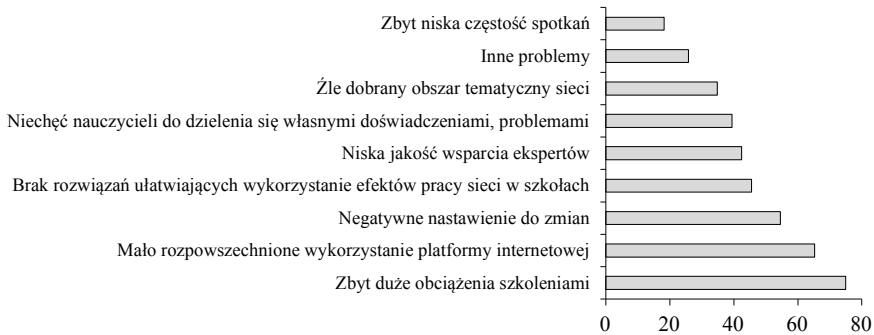 Zbyt niska częstość spotkań
Inne problemy
Źle dobrany obszar tematyczny sieci
Niechęć nauczycieli do dzielenia się własnymi doświadczeniami, problemami
Niska jakość wsparcia ekspertów
Brak rozwiązań ułatwiających wykorzystanie efektów pracy sieci w szkołach
Negatywne nastawienie do zmian
Mało rozpowszechnione wykorzystanie platformy internetowej
Zbyt duże obciążenia szkoleniami
0 20 40 60 80